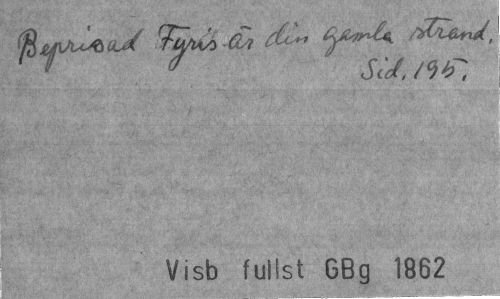 Beprisad Fyris är din gamla strand.
Sid. 195.
Visb fullst GBg 1862